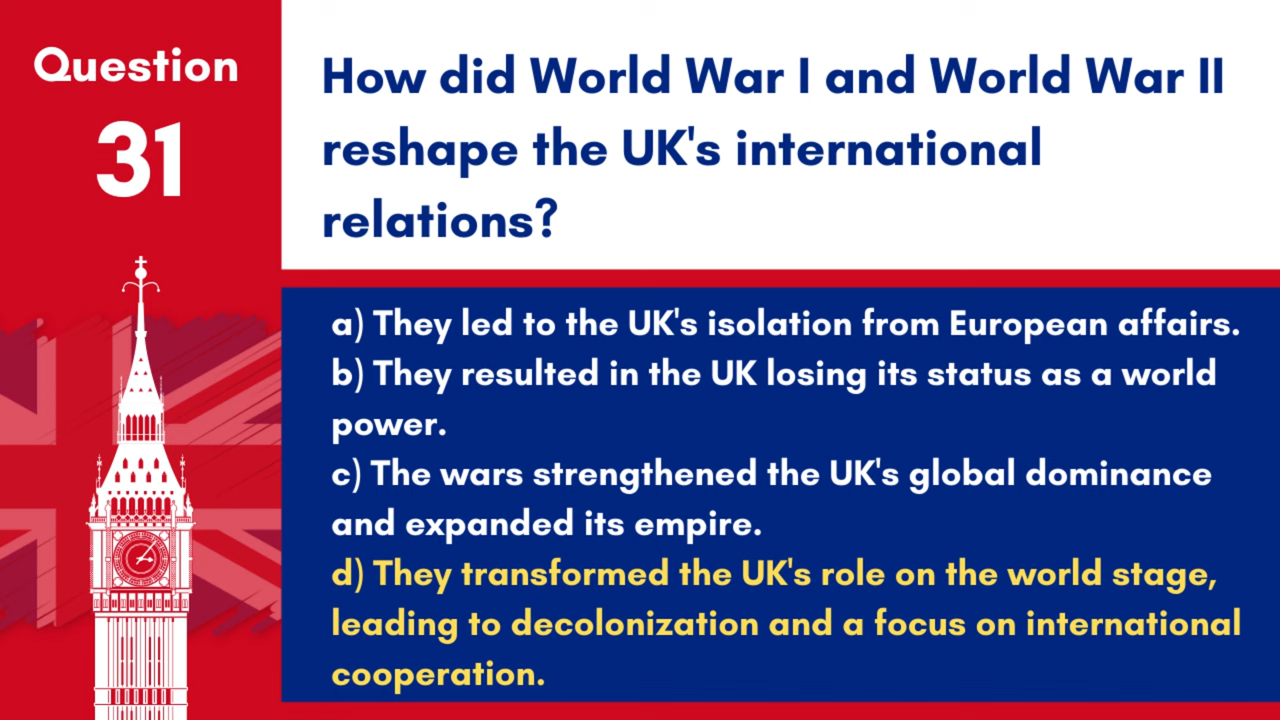 Question
31
How did World War I and World War II
reshape the UK's international
relations?
a) They led to the UK's isolation from European affairs.
b) They resulted in the UK losing its status as a world
power.
c) The wars strengthened the UK's global dominance
and expanded its empire.
d) They transformed the UK's role on the world stage,
leading to decolonization and a focus on international
cooperation.